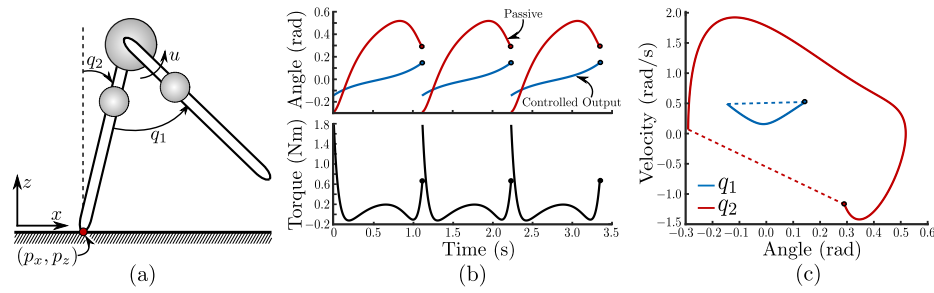 q₂
u
q₁
z
x
(pₓ, p_z)
(a)
Angle (rad)
0.6
0.4
0.2
0.0
−0.2
Passive
Controlled Output
Torque (Nm)
1.8
1.4
1.0
0.6
0.2
−0.2
0 0.5 1.0 1.5 2.0 2.5 3.0 3.5
Time (s)
(b)
Velocity (rad/s)
2.0
1.5
1.0
0.5
0.0
−0.5
−1.0
−1.5
q₁
q₂
−0.3 −0.2 −0.1 0.0 0.1 0.2 0.3 0.4 0.5 0.6
Angle (rad)
(c)